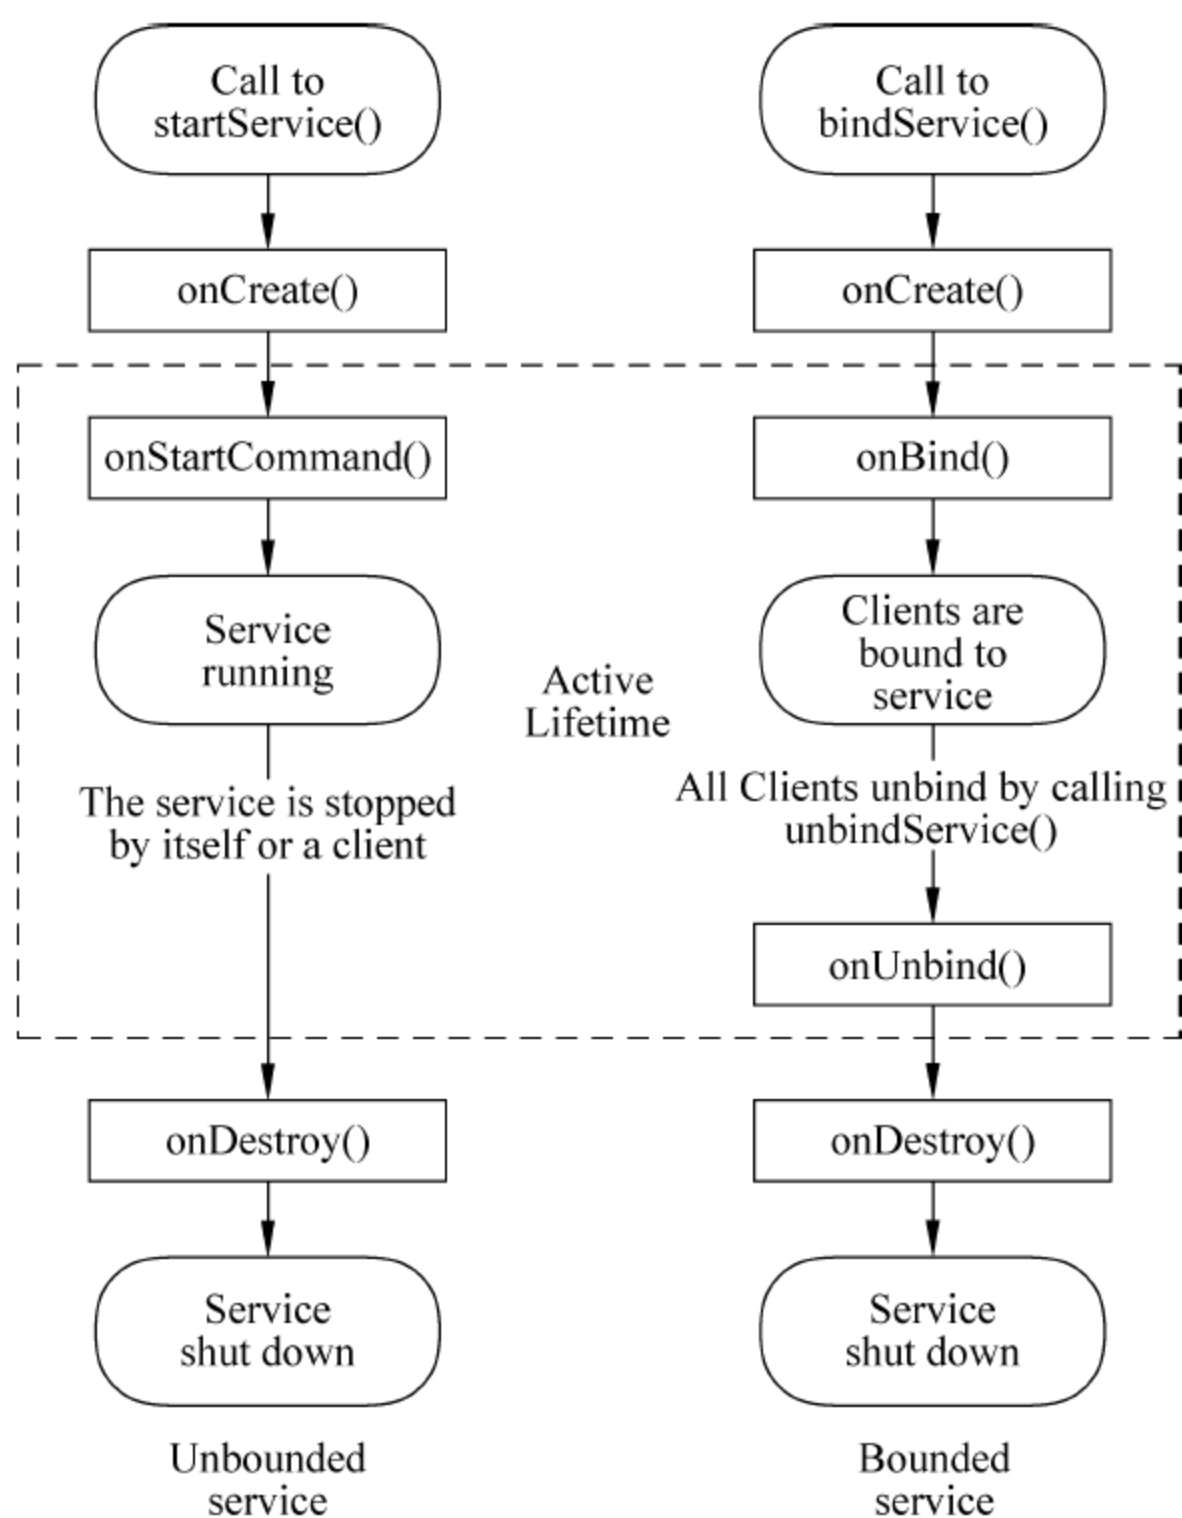 Call to
startService()
onCreate()
onStartCommand()
Service
running
The service is stopped
by itself or a client
onDestroy()
Service
shut down
Unbounded
service
Active
Lifetime
Call to
bindService()
onCreate()
onBind()
Clients are
bound to
service
All Clients unbind by calling
unbindService()
onUnbind()
onDestroy()
Service
shut down
Bounded
service